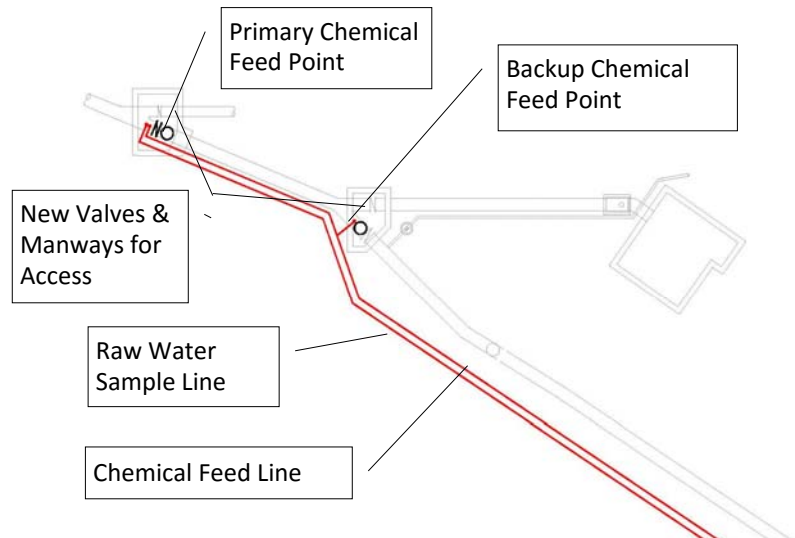 Primary Chemical
Feed Point
Backup Chemical
Feed Point
New Valves &
Manways for
Access
Raw Water
Sample Line
Chemical Feed Line